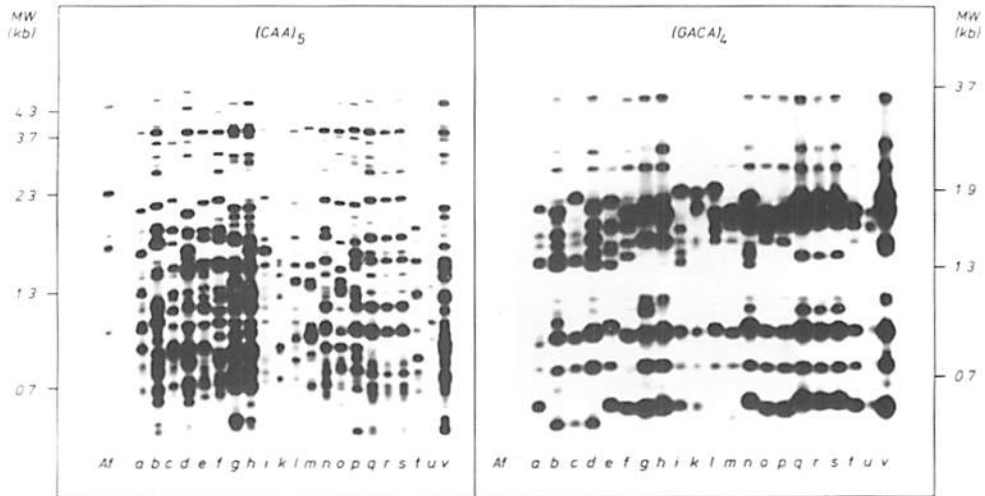 MW
(kb)
4.3
3.7
2.3
1.3
0.7
(CAA)5
Af a b c d e f g h i k l m n o p q r s t u v
(GACA)4
Af a b c d e f g h i k l m n o p q r s t u v
MW
(kb)
3.7
1.9
1.3
0.7